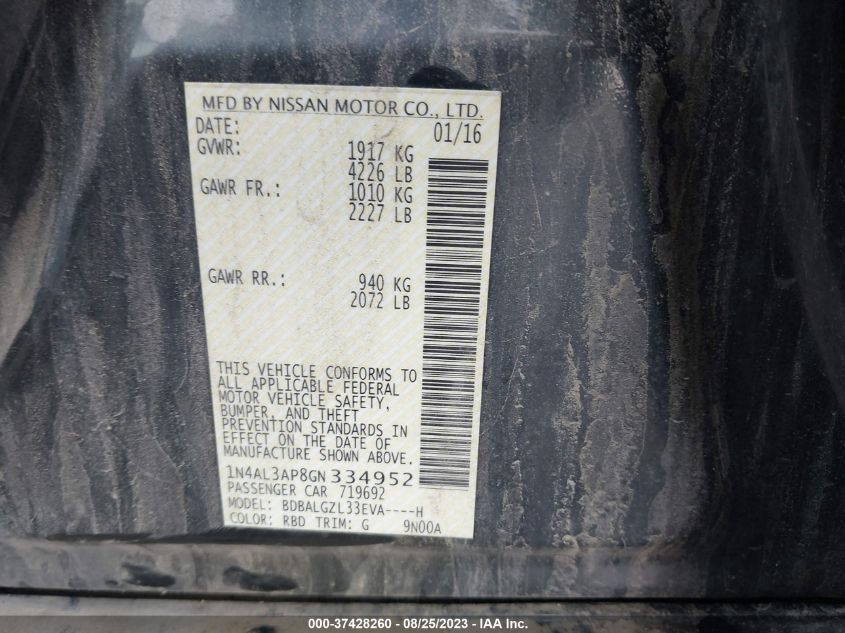 MFD BY NISSAN MOTOR CO., LTD.
DATE: 01/16
GVWR: 1917 KG
4226 LB
GAWR FR.: 1010 KG
2227 LB
GAWR RR.: 940 KG
2072 LB
THIS VEHICLE CONFORMS TO
ALL APPLICABLE FEDERAL
MOTOR VEHICLE SAFETY,
BUMPER, AND THEFT
PREVENTION STANDARDS IN
EFFECT ON THE DATE OF
MANUFACTURE SHOWN ABOVE.
1N4AL3AP8GN334952
PASSENGER CAR 719692
MODEL: BDBALGZL33EVA----H
COLOR: RBD TRIM: G 9N00A
000-37428260 - 08/25/2023 - IAA Inc.